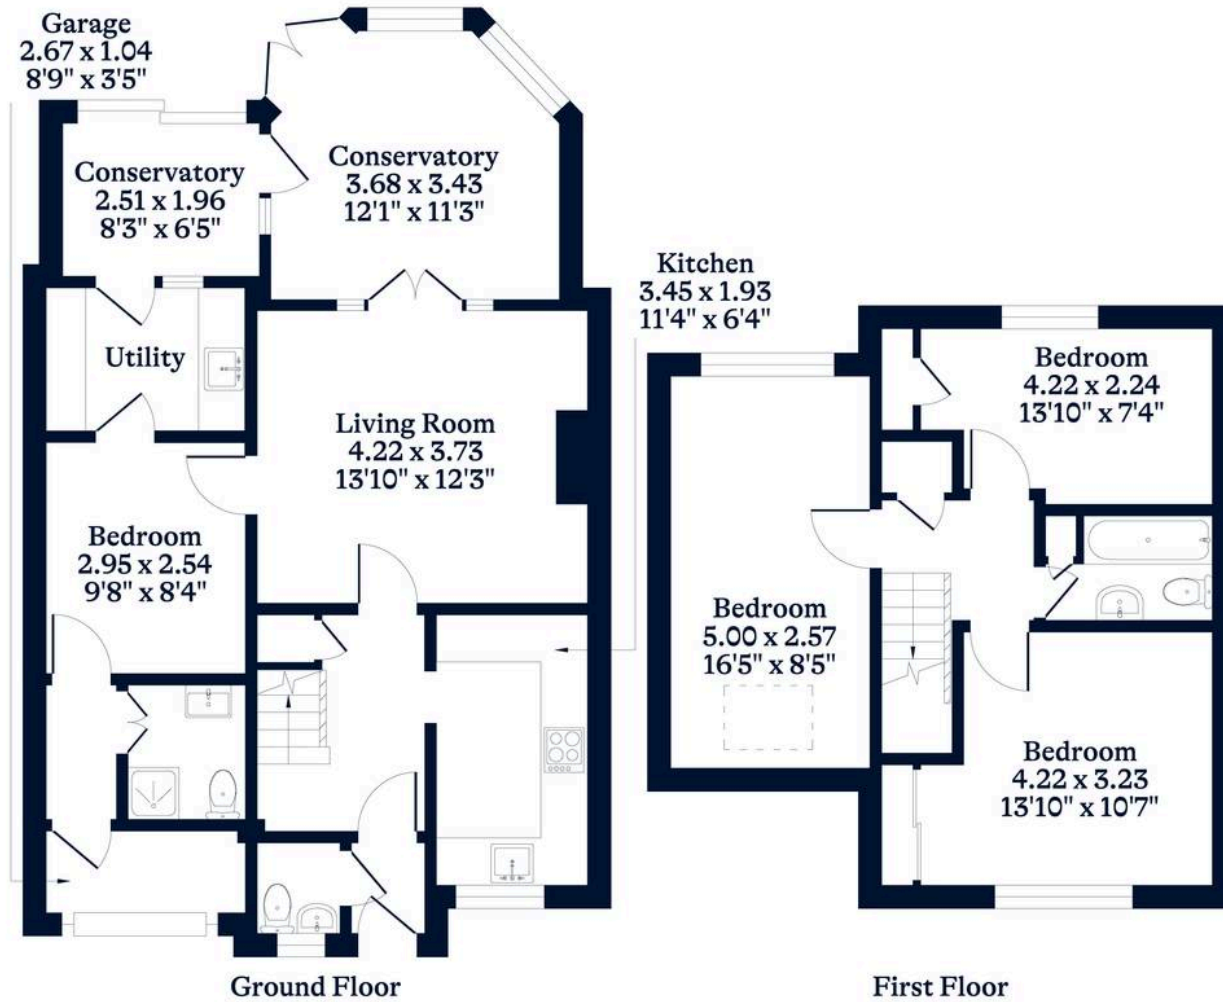 Garage
2.67 x 1.04
8'9" x 3'5"
Conservatory
2.51 x 1.96
8'3" x 6'5"
Conservatory
3.68 x 3.43
12'1" x 11'3"
Utility
Living Room
4.22 x 3.73
13'10" x 12'3"
Bedroom
2.95 x 2.54
9'8" x 8'4"
Kitchen
3.45 x 1.93
11'4" x 6'4"
Ground Floor
Bedroom
4.22 x 2.24
13'10" x 7'4"
Bedroom
5.00 x 2.57
16'5" x 8'5"
Bedroom
4.22 x 3.23
13'10" x 10'7"
First Floor